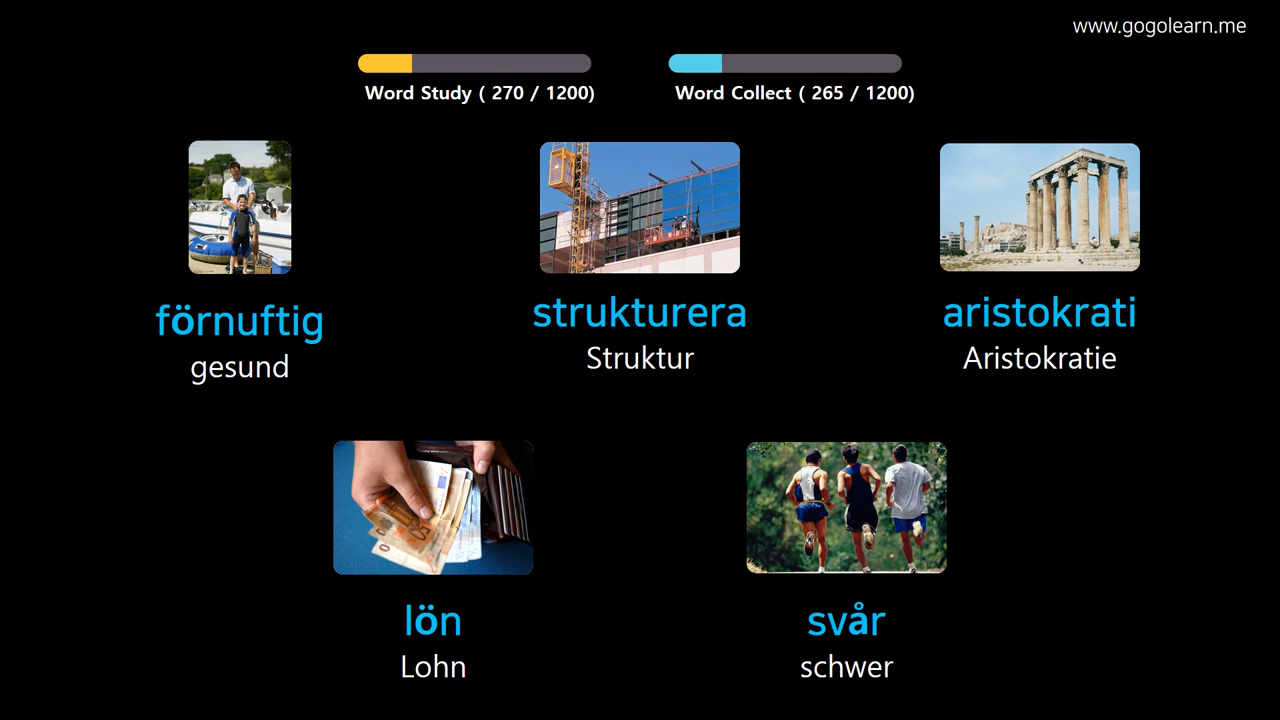 www.gogolearn.me
Word Study ( 270 / 1200)
Word Collect ( 265 / 1200)
förnuftig
gesund
strukturera
Struktur
aristokrati
Aristokratie
lön
Lohn
svår
schwer